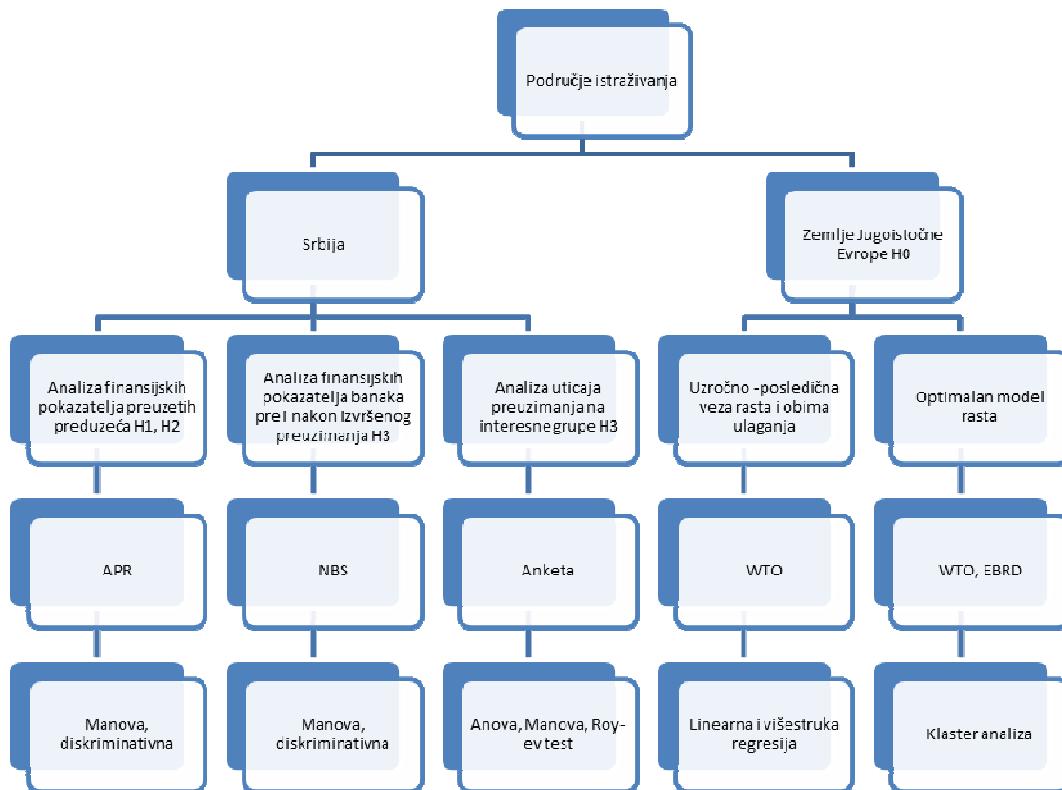 Područje istraživanja
Srbija
Zemlje Jugoistočne
Evrope H0
Analiza finansijskih
pokazatelja preuzetih
preduzeća H1, H2
Analiza finansijskih
pokazatelja banaka
pre i nakon izvršenog
preuzimanja H3
Analiza uticaja
preuzimanja na
interesne grupe H3
Uzročno -posledična
veza rasta i obima
ulaganja
Optimalan model
rasta
APR
NBS
Anketa
WTO
WTO, EBRD
Manova,
diskriminativna
Manova,
diskriminativna
Anova, Manova, Roy-
ev test
Linearna i višestruka
regresija
Klaster analiza